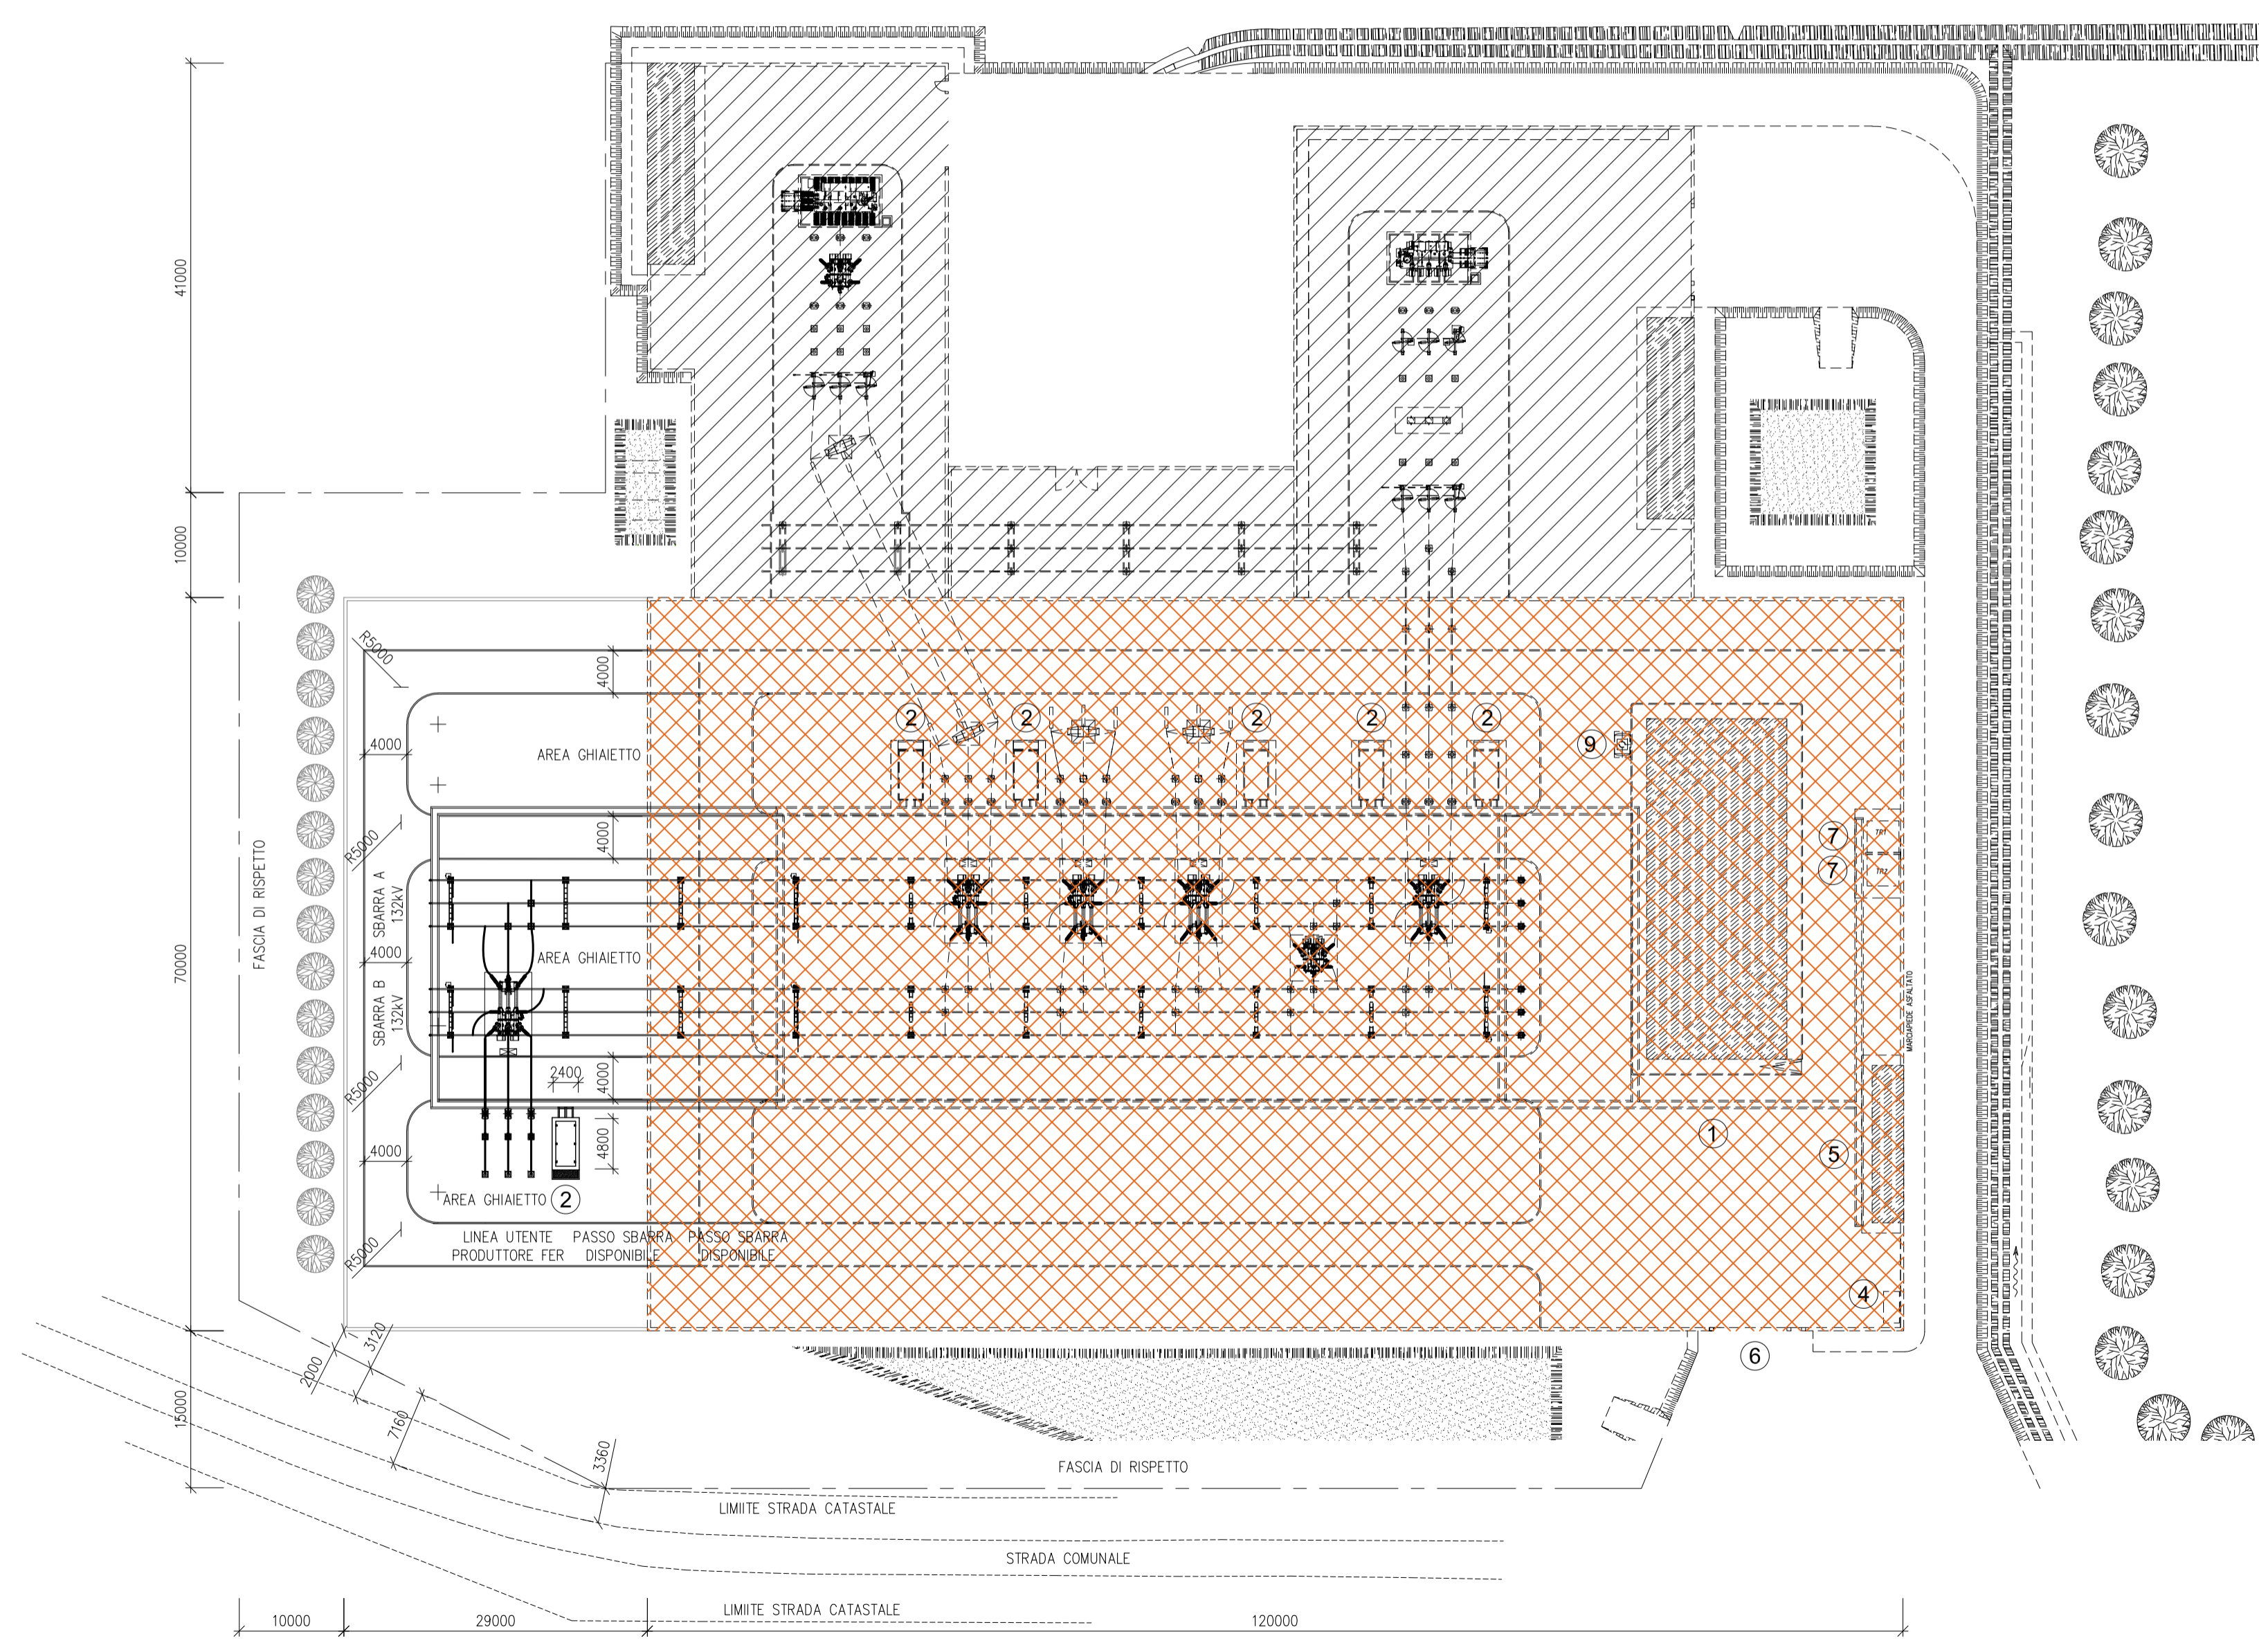 41000
10000
R5000
4000
2
2
2
2
2
9
4000
AREA GHIAIETTO
R5000
4000
7
TR1
7
TR2
FASCIA DI RISPETTO
SBARRA A
132kV
70000
4000
AREA GHIAIETTO
SBARRA B
132kV
MARCIAPIEDE ASFALTATO
R5000
2400
4000
4800
1
5
4000
AREA GHIAIETTO
2
R5000
LINEA UTENTE
PRODUTTORE FER
PASSO SBARRA
DISPONIBILE
PASSO SBARRA
DISPONIBILE
4
6
2000
3120
15000
7160
3360
FASCIA DI RISPETTO
LIMIITE STRADA CATASTALE
STRADA COMUNALE
LIMIITE STRADA CATASTALE
10000
29000
120000